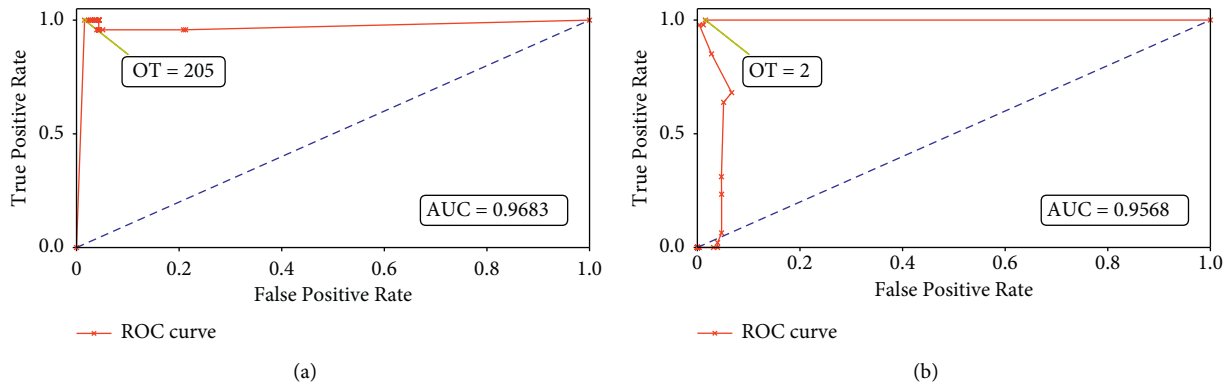 1.0
0.5
0.0
True Positive Rate
OT = 205
AUC = 0.9683
0 0.2 0.4 0.6 0.8 1.0
False Positive Rate
ROC curve
(a)
1.0
0.5
0.0
True Positive Rate
OT = 2
AUC = 0.9568
0 0.2 0.4 0.6 0.8 1.0
False Positive Rate
ROC curve
(b)